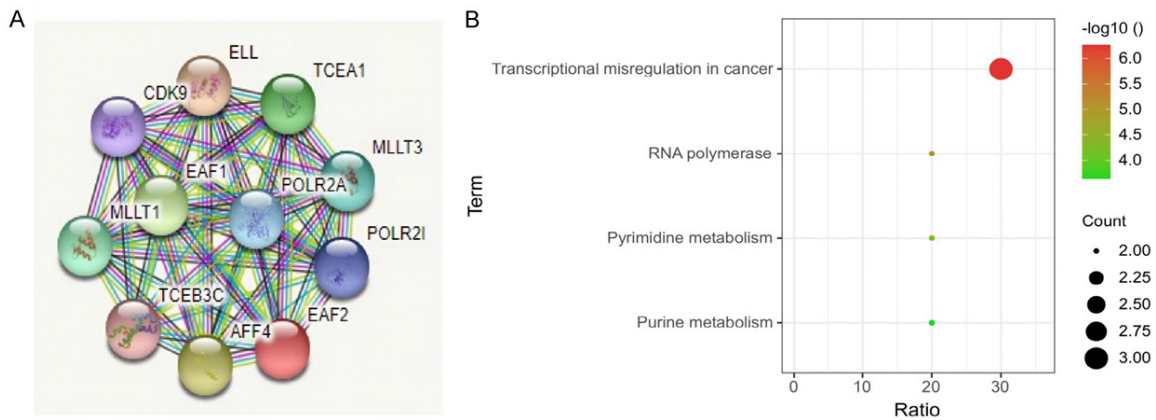 A
ELL
TCEA1
CDK9
MLLT3
EAF1
POLR2A
MLLT1
POLR2I
TCEB3C
EAF2
AFF4
B
Term
Transcriptional misregulation in cancer
RNA polymerase
Pyrimidine metabolism
Purine metabolism
0
10
20
30
Ratio
-log10 ()
6.0
5.5
5.0
4.5
4.0
Count
2.00
2.25
2.50
2.75
3.00